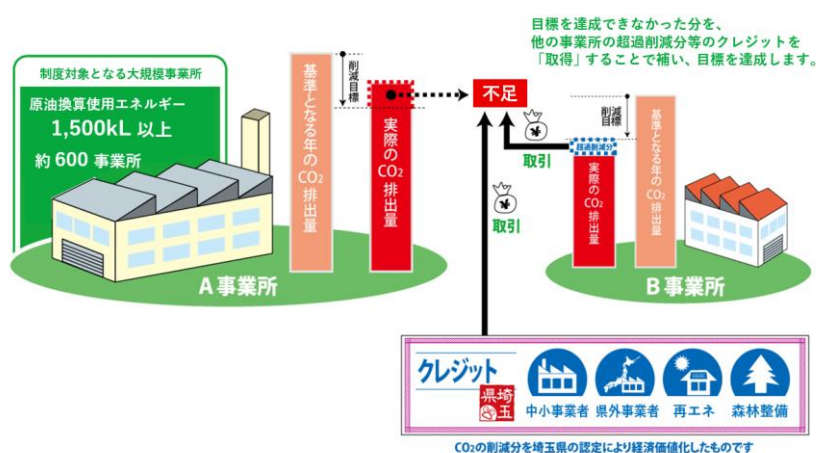 目標を達成できなかった分を、
他の事業所の超過削減分等のクレジットを
「取得」することで補い、目標を達成します。
制度対象となる大規模事業所
原油換算使用エネルギー
1,500kL 以上
約 600 事業所
基準となる年のCO₂排出量
削減目標
実際のCO₂排出量
A 事業所
不足
取引
取引
削減目標
超過削減分
実際のCO₂排出量
基準となる年のCO₂排出量
B 事業所
クレジット
埼玉県
中小事業者
県外事業者
再エネ
森林整備
CO₂の削減分を埼玉県の認定により経済価値化したものです